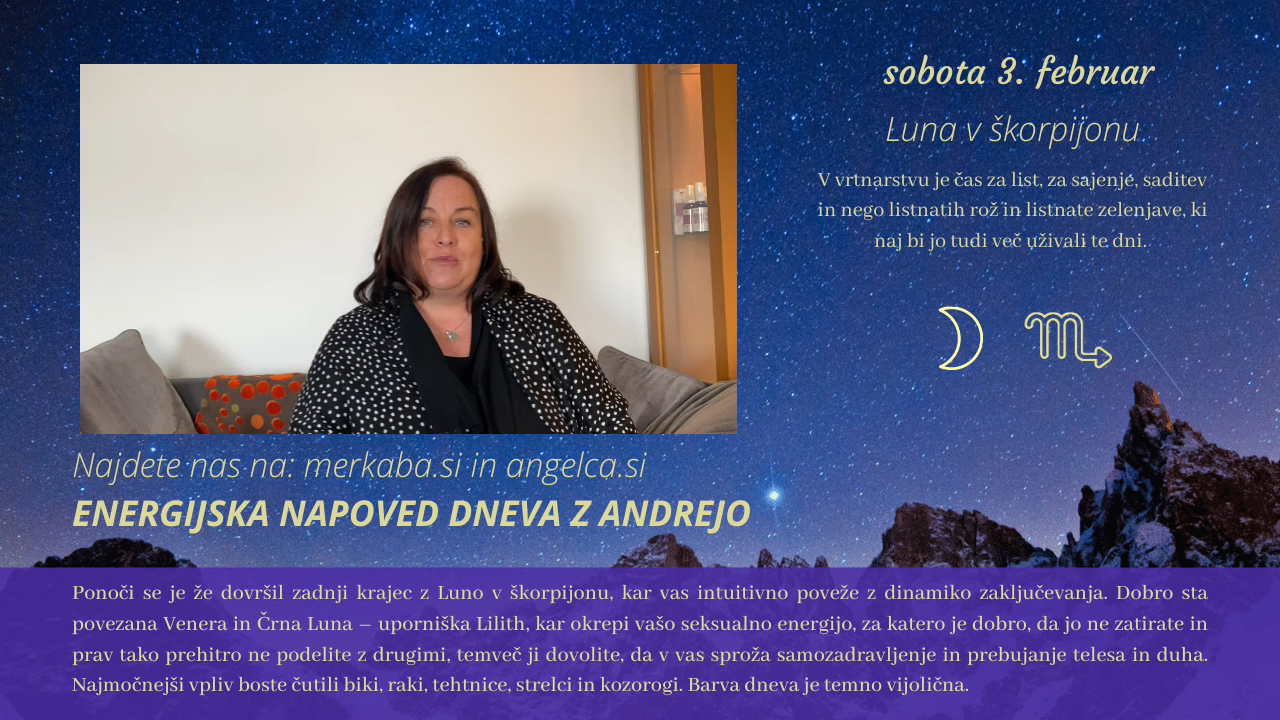 sobota 3. februar
Luna v škorpijonu
V vrtnarstvu je čas za list, za sajenje, saditev
in nego listnatih rož in listnate zelenjave, ki
naj bi jo tudi več uživali te dni.
Najdete nas na: merkaba.si in angelca.si
ENERGIJSKA NAPOVED DNEVA Z ANDREJO
Ponoči se je že dovršil zadnji krajec z Luno v škorpijonu, kar vas intuitivno poveže z dinamiko zaključevanja. Dobro sta
povezana Venera in Črna Luna – uporniška Lilith, kar okrepi vašo seksualno energijo, za katero je dobro, da jo ne zatirate in
prav tako prehitro ne podelite z drugimi, temveč ji dovolite, da v vas sproža samozadravljenje in prebujanje telesa in duha.
Najmočnejši vpliv boste čutili biki, raki, tehtnice, strelci in kozorogi. Barva dneva je temno vijolična.